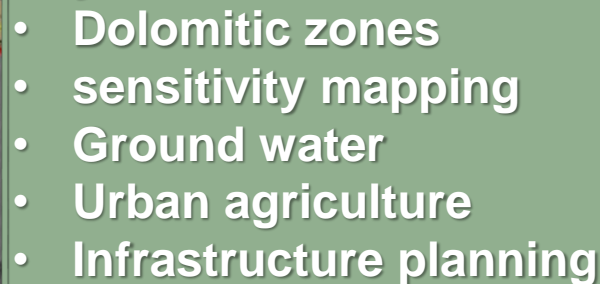 • Dolomitic zones
• sensitivity mapping
• Ground water
• Urban agriculture
• Infrastructure planning